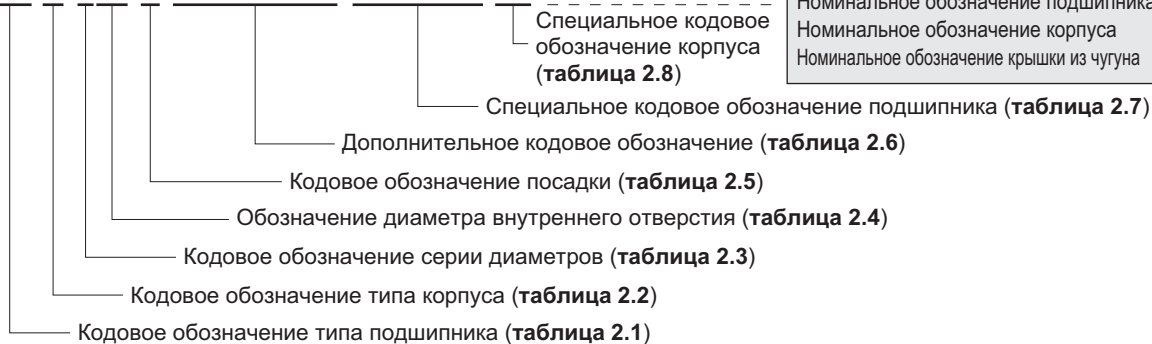 Номинальное обозначение подшипника
Номинальное обозначение корпуса
Номинальное обозначение крышки из чугуна
Специальное кодовое
обозначение корпуса
(таблица 2.8)
Специальное кодовое обозначение подшипника (таблица 2.7)
Дополнительное кодовое обозначение (таблица 2.6)
Кодовое обозначение посадки (таблица 2.5)
Обозначение диаметра внутреннего отверстия (таблица 2.4)
Кодовое обозначение серии диаметров (таблица 2.3)
Кодовое обозначение типа корпуса (таблица 2.2)
Кодовое обозначение типа подшипника (таблица 2.1)